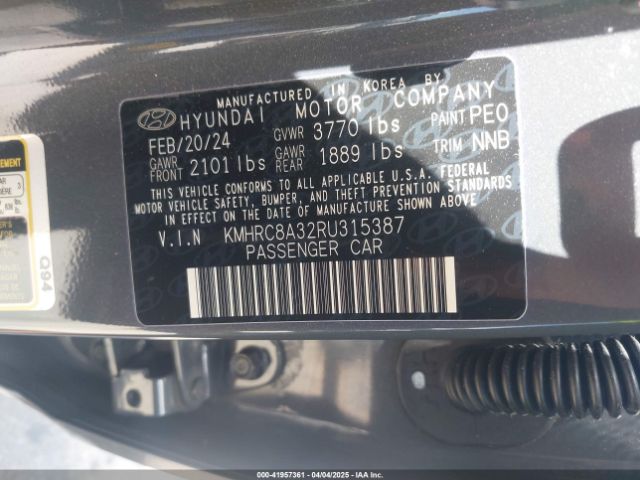 MANUFACTURED IN KOREA BY
HYUNDAI MOTOR COMPANY
FEB/20/24 GVWR 3770 lbs PAINT PE0
GAWR FRONT 2101 lbs GAWR REAR 1889 lbs TRIM NNB
THIS VEHICLE CONFORMS TO ALL APPLICABLE U.S.A. FEDERAL
MOTOR VEHICLE SAFETY, BUMPER, AND THEFT PREVENTION STANDARDS
IN EFFECT ON THE DATE OF MANUFACTURE SHOWN ABOVE.
V.I.N KMHRC8A32RU315387
PASSENGER CAR
Q94
00-41957361 - 04/04/2025 - COPYRIGHT IAA, LLC.